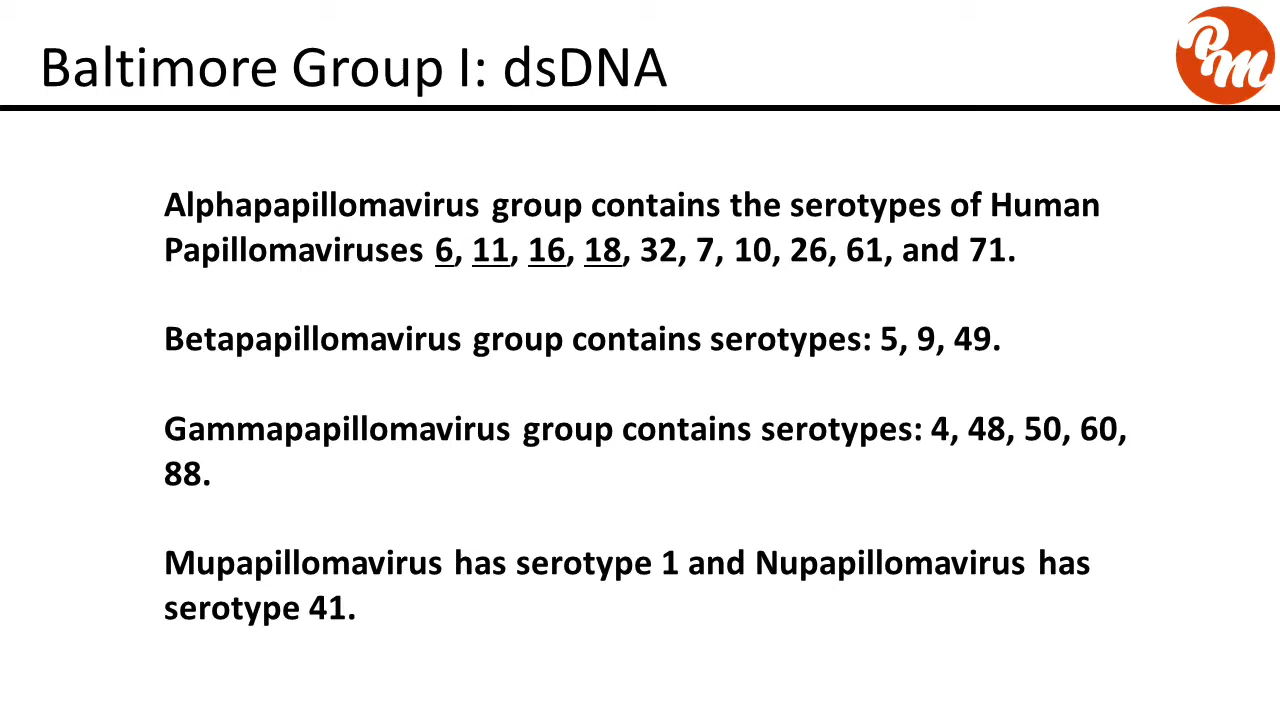 Baltimore Group I: dsDNA
PM
Alphapapillomavirus group contains the serotypes of Human
Papillomaviruses 6, 11, 16, 18, 32, 7, 10, 26, 61, and 71.
Betapapillomavirus group contains serotypes: 5, 9, 49.
Gammapapillomavirus group contains serotypes: 4, 48, 50, 60,
88.
Mupapillomavirus has serotype 1 and Nupapillomavirus has
serotype 41.